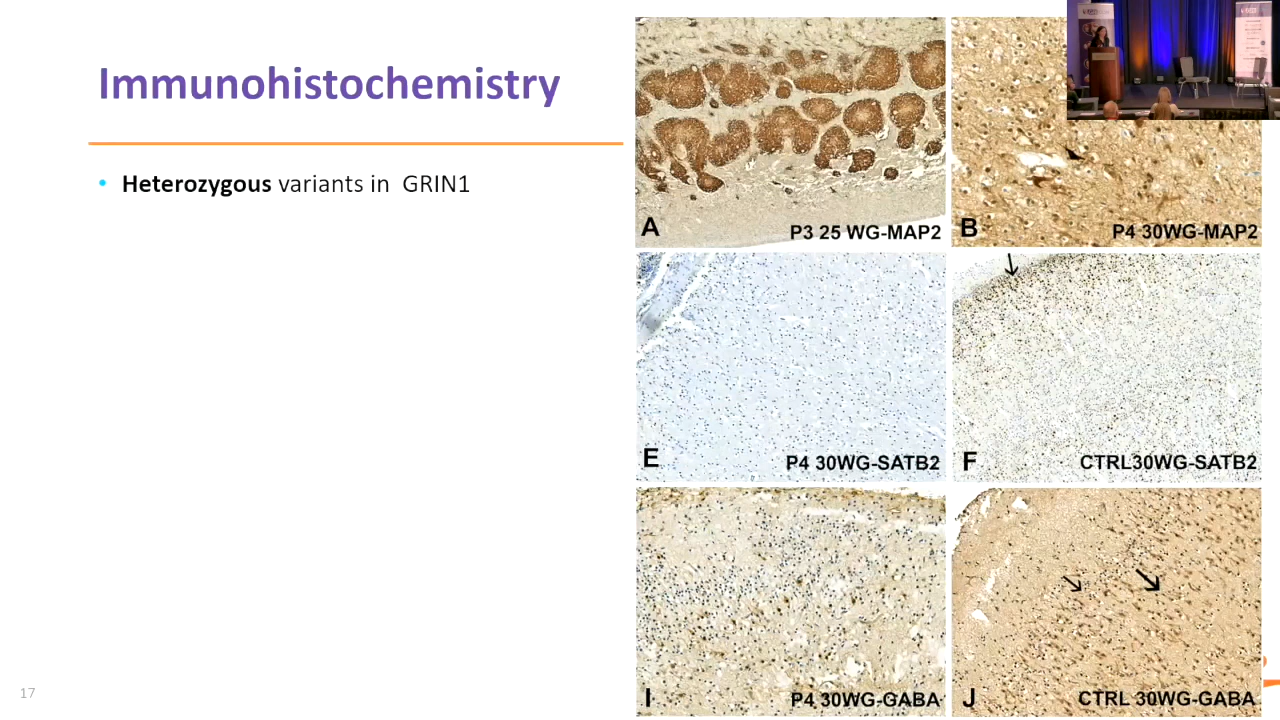 Immunohistochemistry
• Heterozygous variants in GRIN1
A
P3 25 WG-MAP2
B
P4 30WG-MAP2
E
P4 30WG-SATB2
F
CTRL30WG-SATB2
I
P4 30WG-GABA
J
CTRL 30WG-GABA
17